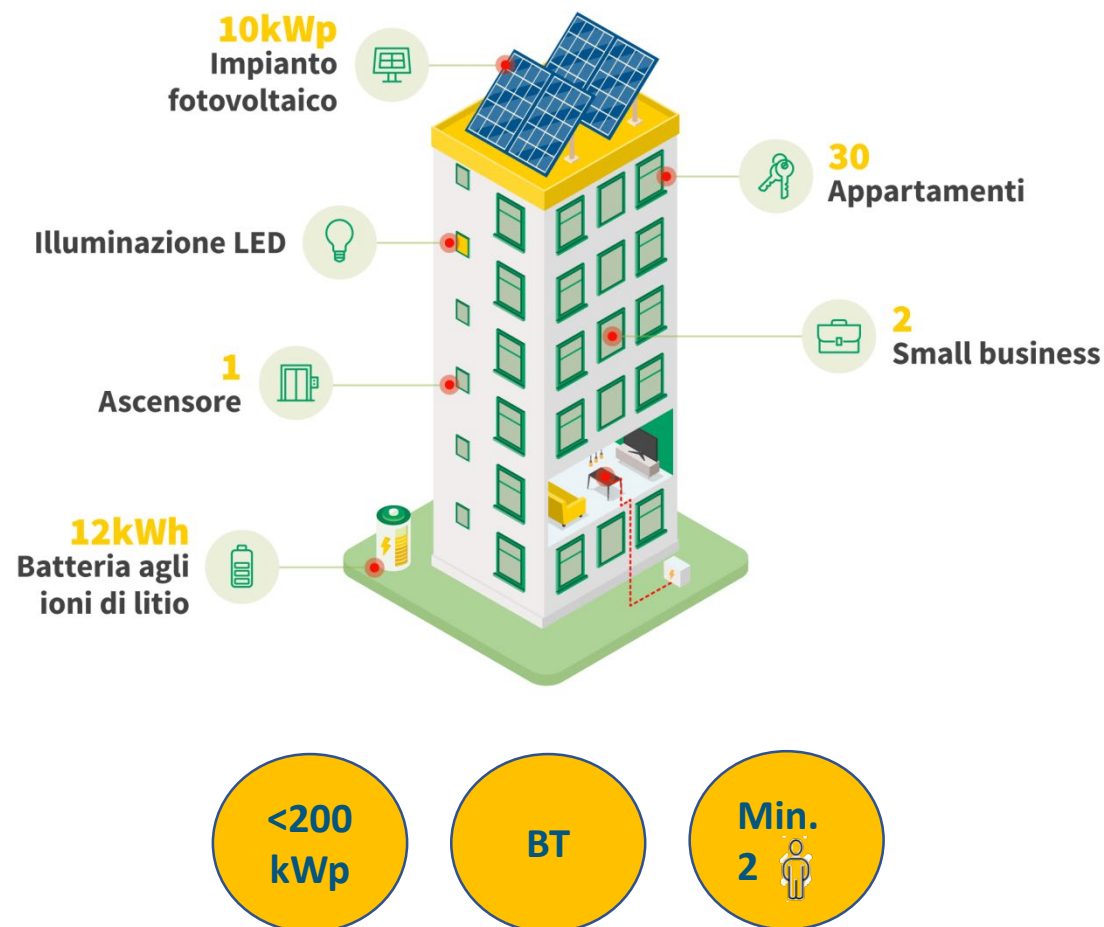 10kWp
Impianto
fotovoltaico
30
Appartamenti
Illuminazione LED
2
Small business
1
Ascensore
12kWh
Batteria agli
ioni di litio
<200
kWp
BT
Min.
2